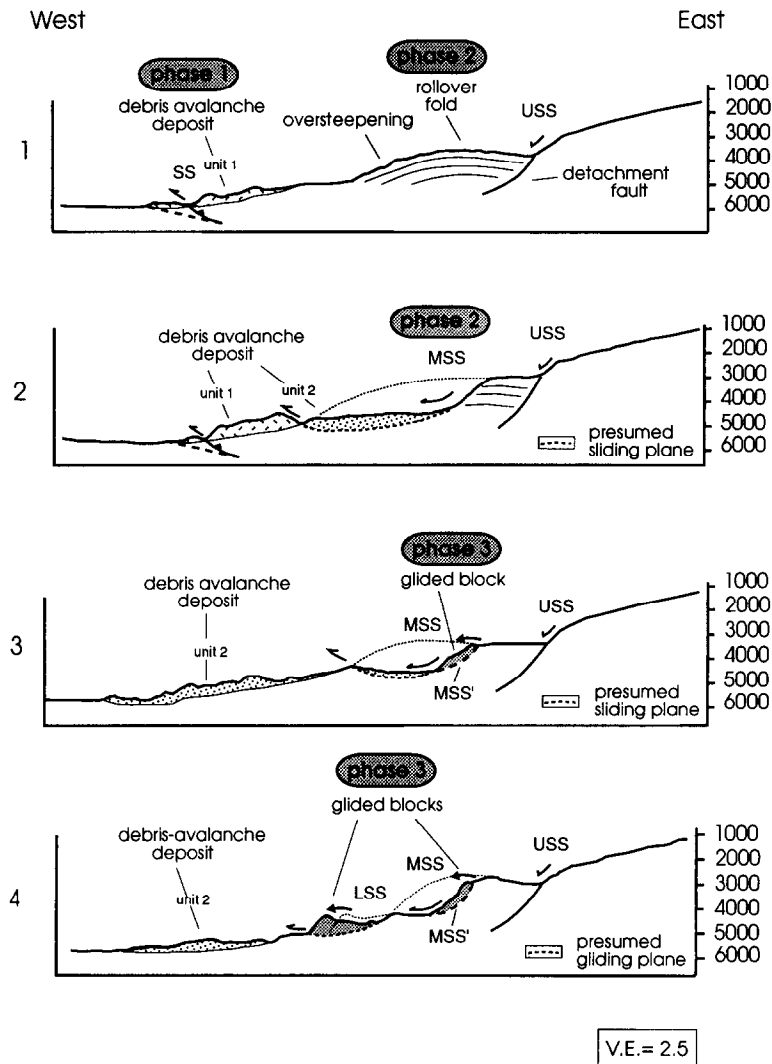 West
East
phase 1
phase 2
debris avalanche
deposit
oversteepening
rollover
fold
USS
1000
2000
3000
4000
5000
6000
1
SS
unit 1
detachment
fault
phase 2
debris avalanche
deposit
MSS
USS
1000
2000
3000
4000
5000
6000
2
unit 1
unit 2
presumed
sliding plane
phase 3
glided block
debris avalanche
deposit
MSS
USS
1000
2000
3000
4000
5000
6000
3
unit 2
MSS'
presumed
sliding plane
phase 3
glided blocks
debris-avalanche
deposit
MSS
USS
1000
2000
3000
4000
5000
6000
4
unit 2
LSS
MSS'
presumed
gliding plane
V.E.= 2.5